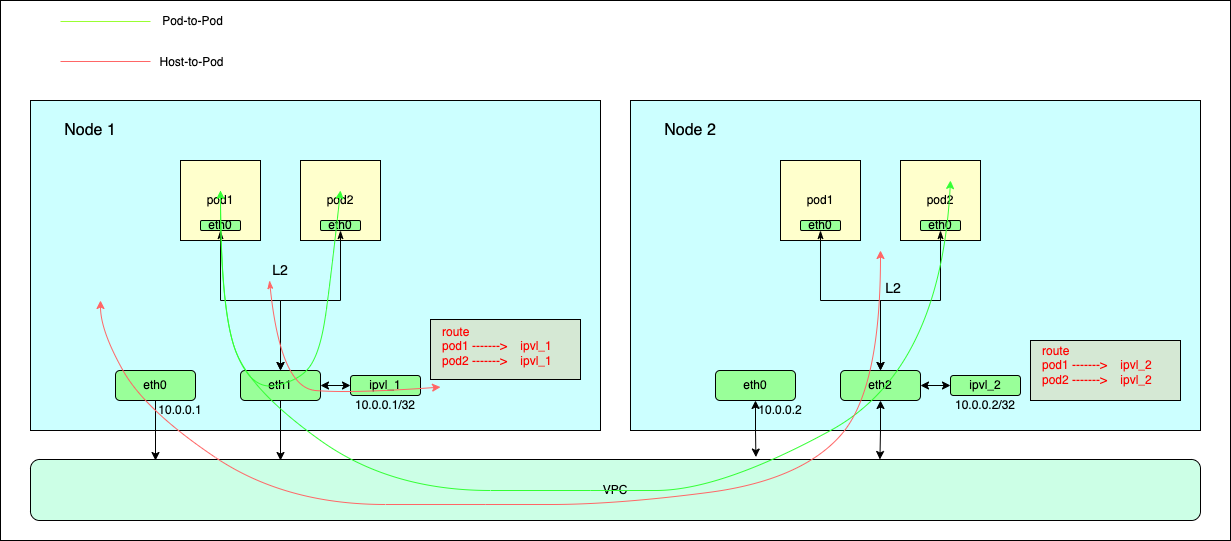 Pod-to-Pod
Host-to-Pod
Node 1
pod1
eth0
pod2
eth0
L2
route
pod1 -------> ipvl_1
pod2 -------> ipvl_1
eth0
10.0.0.1
eth1
ipvl_1
10.0.0.1/32
Node 2
pod1
eth0
pod2
eth0
L2
route
pod1 -------> ipvl_2
pod2 -------> ipvl_2
eth0
10.0.0.2
eth2
ipvl_2
10.0.0.2/32
VPC